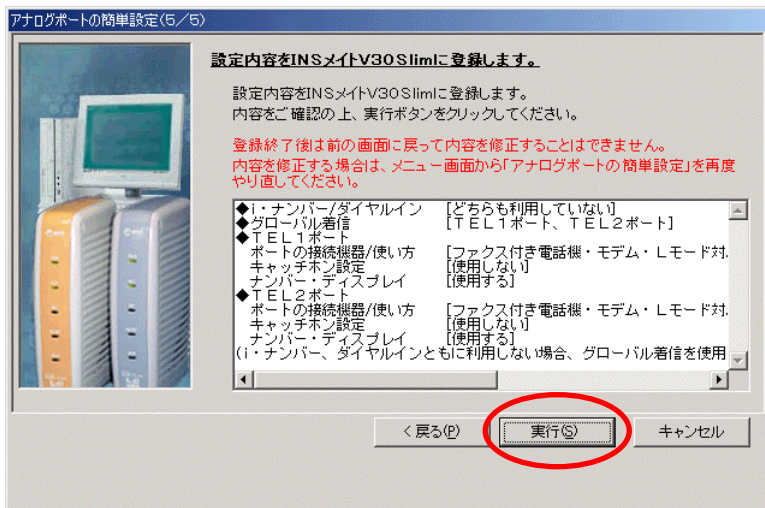 アナログポートの簡単設定(5/5)
設定内容をINSメイトV30Slimに登録します。
設定内容をINSメイトV30Slimに登録します。
内容をご確認の上、実行ボタンをクリックしてください。
登録終了後は前の画面に戻って内容を修正することはできません。
内容を修正する場合は、メニュー画面から「アナログポートの簡単設定」を再度
やり直してください。
◆i・ナンバー/ダイヤルイン [どちらも利用していない]
◆グローバル着信 [TEL1ポート、TEL2ポート]
◆TEL1ポート
ポートの接続機器/使い方 [ファクス付き電話機・モデム・Lモード対.
キャッチホン設定 [使用しない]
ナンバー・ディスプレイ [使用する]
◆TEL2ポート
ポートの接続機器/使い方 [ファクス付き電話機・モデム・Lモード対.
キャッチホン設定 [使用しない]
ナンバー・ディスプレイ [使用する]
(i・ナンバー、ダイヤルインともに利用しない場合、グローバル着信を使用
<戻る(P) 実行(S) キャンセル